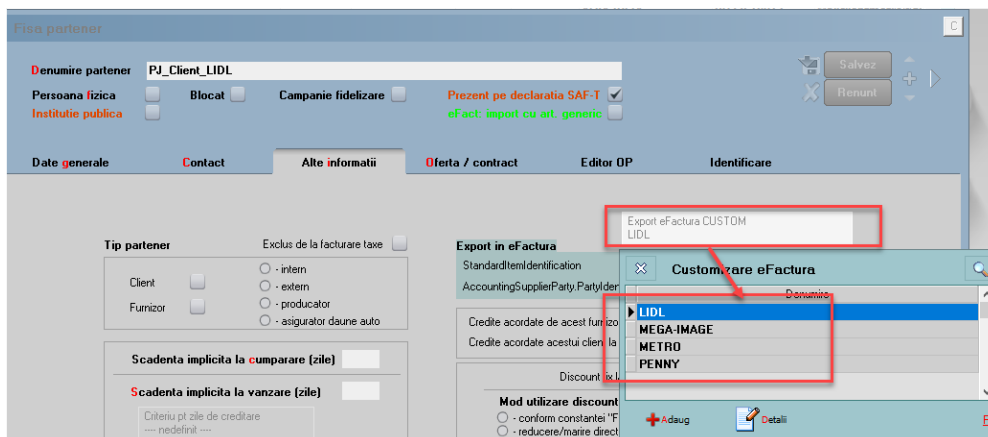 Fisa partener
C
Denumire partener PJ_Client_LIDL
Salvez
Persoana fizica Blocat Campanie fidelizare Prezent pe declaratia SAF-T
Renunt
Institutie publica eFact: import cu art. generic
Date generale Contact Alte informatii Oferta / contract Editor OP Identificare
Export eFactura CUSTOM
LIDL
Tip partener Exclus de la facturare taxe Export in eFactura
StandardItemIdentification
AccountingSupplierParty.PartyIden
Client
Furnizor
- intern
- extern
- producator
- asigurator daune auto
Customizare eFactura
Denumire
LIDL
MEGA-IMAGE
METRO
PENNY
Credite acordate de acest furnizo
Credite acordate acestui client la
Scadenta implicita la cumparare (zile)
Discount
Scadenta implicita la vanzare (zile)
Mod utilizare discount
Criteriu pt zile de creditare
- conform constantei "F
---- nedefinit ----
- reducere/marire direct
Adaug Detalii